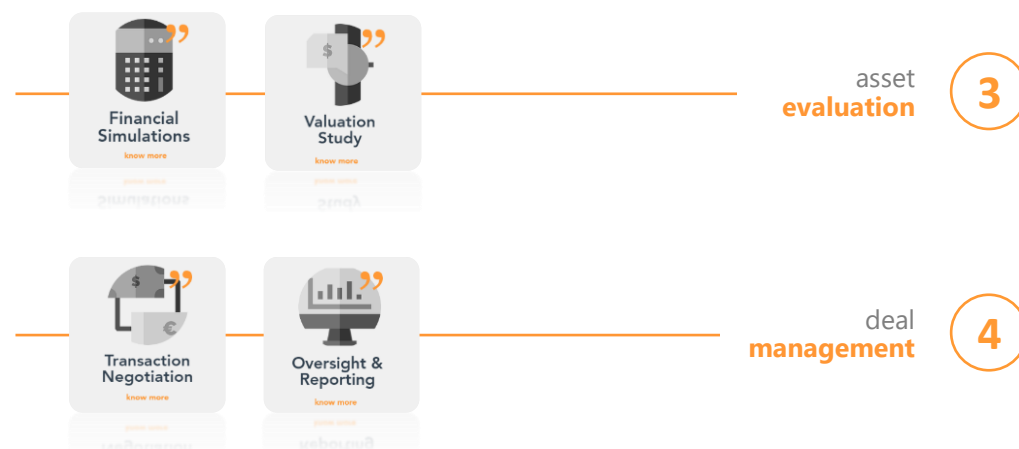 Financial
Simulations
know more
$
Valuation
Study
know more
asset
evaluation
3
$
€
Transaction
Negotiation
know more
Oversight &
Reporting
know more
deal
management
4